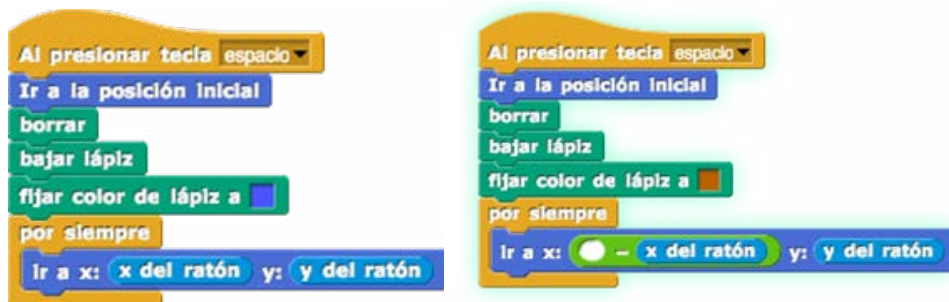 Al presionar tecla espacio
Ir a la posición inicial
borrar
bajar lápiz
fijar color de lápiz a
por siempre
ir a x: x del ratón y: y del ratón
Al presionar tecla espacio
Ir a la posición inicial
borrar
bajar lápiz
fijar color de lápiz a
por siempre
ir a x: - x del ratón y: y del ratón